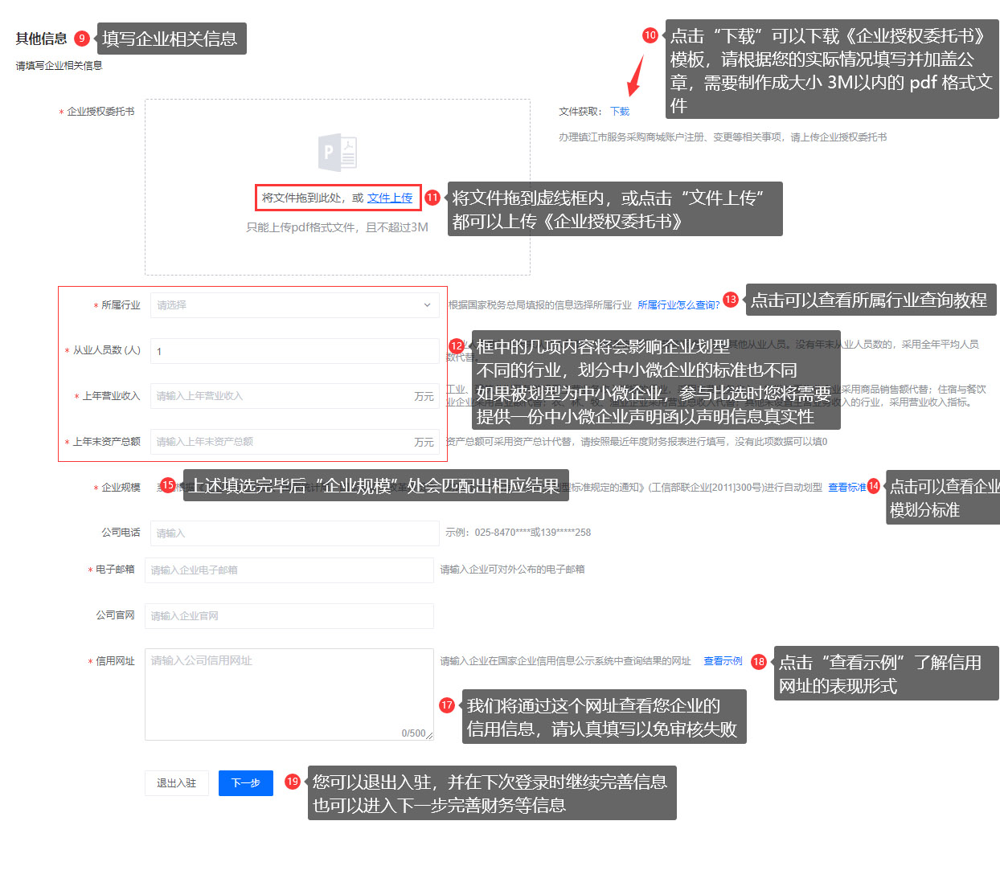 其他信息 9 填写企业相关信息
请填写企业相关信息
10 点击“下载”可以下载《企业授权委托书》
模板，请根据您的实际情况填写并加盖公
章，需要制作成大小 3M以内的 pdf 格式文
件
* 企业授权委托书
文件获取： 下载
办理镇江市服务采购商城账户注册、变更等相关事项，请上传企业授权委托书
P
将文件拖到此处，或 文件上传
11 将文件拖到虚线框内，或点击“文件上传”
都可以上传《企业授权委托书》
只能上传pdf格式文件，且不超过3M
* 所属行业 请选择
根据国家税务总局填报的信息选择所属行业 所属行业怎么查询?
13 点击可以查看所属行业查询教程
* 从业人员数 (人) 1
其他从业人员。没有年末从业人员数的，采用全年平均人员
数代替。
12 框中的几项内容将会影响企业划型
不同的行业，划分中小微企业的标准也不同
如果被划型为中小微企业，参与比选时您将需要
提供一份中小微企业声明函以声明信息真实性
* 上年营业收入 请输入上年营业收入 万元
工业、
业采用商品销售额代替；住宿与餐饮
业企业采用营业额代替；农、林、牧、渔业企业采用营业总收入代替；其他未设置主营业务收入的行业，采用营业收入指标。
* 上年末资产总额 请输入上年末资产总额 万元
资产总额可采用资产总计代替，请按照最近年度财务报表进行填写，没有此项数据可以填0
* 企业规模
15 上述填选完毕后“企业规模”处会匹配出相应结果
型标准规定的通知》(工信部联企业[2011]300号)进行自动划型 查看标准
14 点击可以查看企业
模划分标准
公司电话 请输入
示例：025-8470****或139*****258
* 电子邮箱 请输入企业电子邮箱
请输入企业可对外公布的电子邮箱
公司官网 请输入企业官网
* 信用网址 请输入公司信用网址
请输入企业在国家企业信用信息公示系统中查询结果的网址 查看示例
18 点击“查看示例”了解信用
网址的表现形式
17 我们将通过这个网址查看您企业的
信用信息，请认真填写以免审核失败
0/500
退出入驻 下一步
19 您可以退出入驻，并在下次登录时继续完善信息
也可以进入下一步完善财务等信息